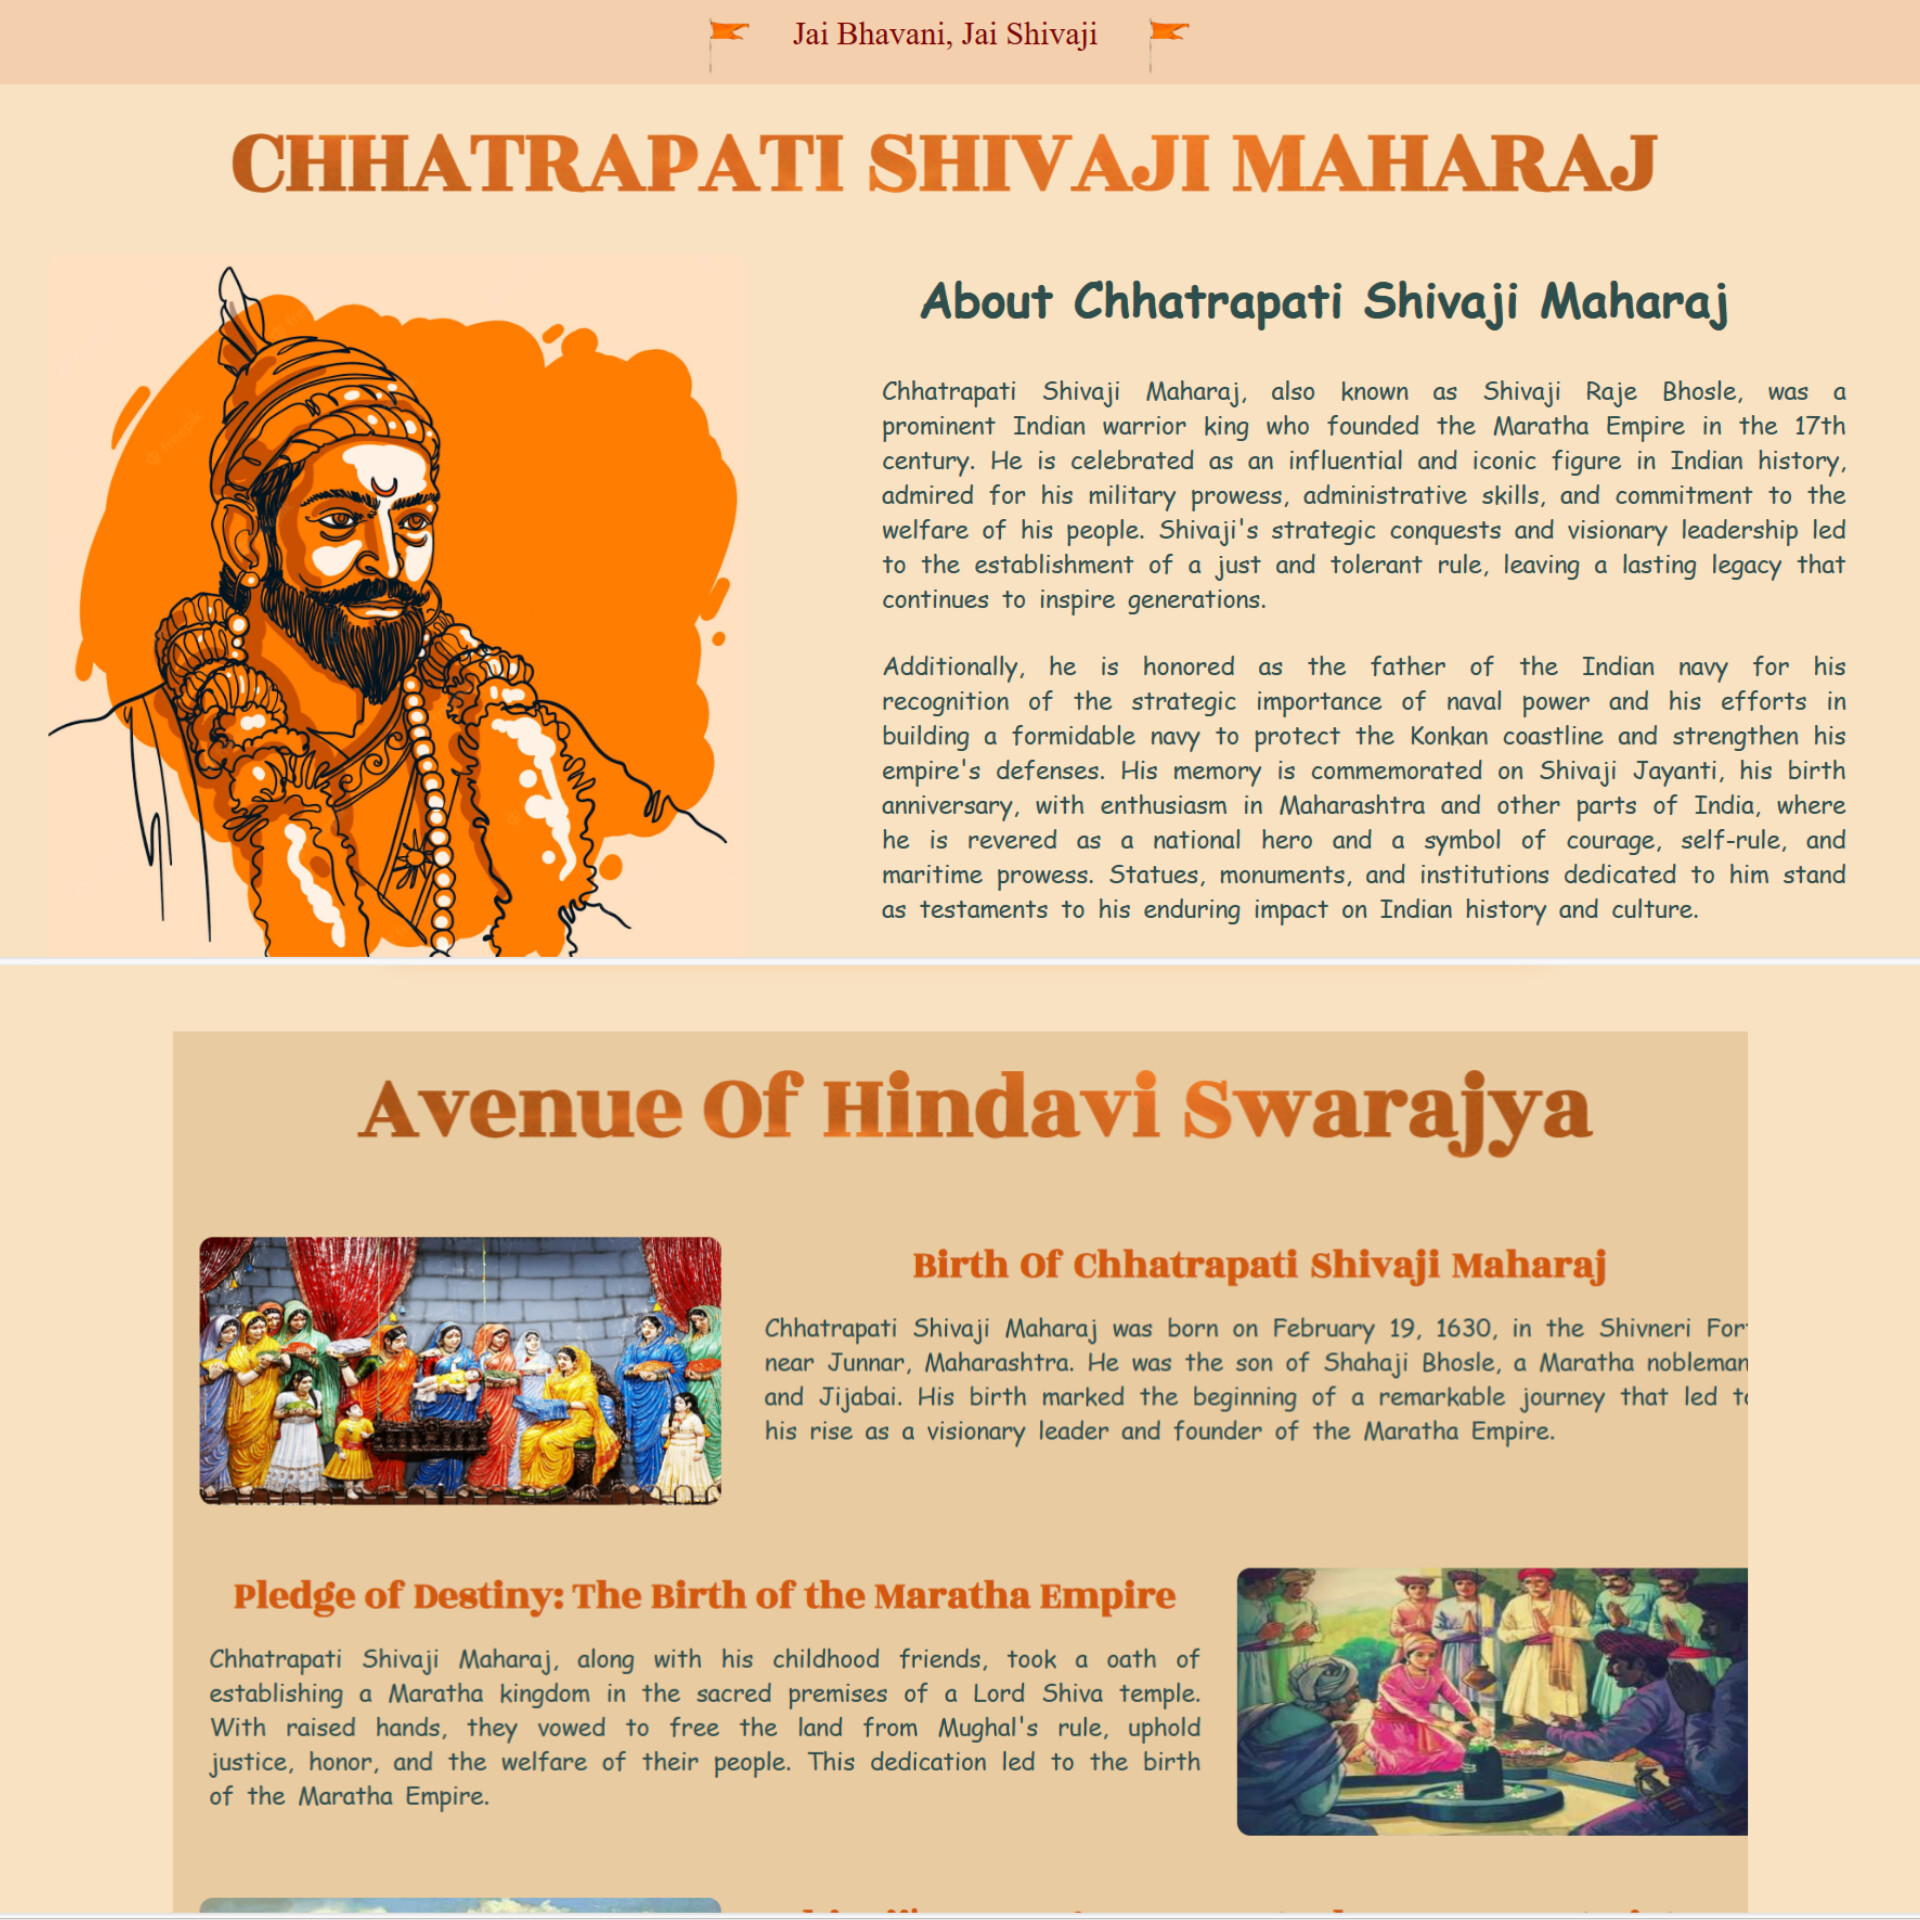 Jai Bhavani, Jai Shivaji
CHHATRAPATI SHIVAJI MAHARAJ
About Chhatrapati Shivaji Maharaj
Chhatrapati Shivaji Maharaj, also known as Shivaji Raje Bhosle, was a
prominent Indian warrior king who founded the Maratha Empire in the 17th
century. He is celebrated as an influential and iconic figure in Indian history,
admired for his military prowess, administrative skills, and commitment to the
welfare of his people. Shivaji's strategic conquests and visionary leadership led
to the establishment of a just and tolerant rule, leaving a lasting legacy that
continues to inspire generations.
Additionally, he is honored as the father of the Indian navy for his
recognition of the strategic importance of naval power and his efforts in
building a formidable navy to protect the Konkan coastline and strengthen his
empire's defenses. His memory is commemorated on Shivaji Jayanti, his birth
anniversary, with enthusiasm in Maharashtra and other parts of India, where
he is revered as a national hero and a symbol of courage, self-rule, and
maritime prowess. Statues, monuments, and institutions dedicated to him stand
as testaments to his enduring impact on Indian history and culture.
freepik
Avenue Of Hindavi Swarajya
Birth Of Chhatrapati Shivaji Maharaj
Chhatrapati Shivaji Maharaj was born on February 19, 1630, in the Shivneri Fort
near Junnar, Maharashtra. He was the son of Shahaji Bhosle, a Maratha nobleman
and Jijabai. His birth marked the beginning of a remarkable journey that led to
his rise as a visionary leader and founder of the Maratha Empire.
Pledge of Destiny: The Birth of the Maratha Empire
Chhatrapati Shivaji Maharaj, along with his childhood friends, took a oath of
establishing a Maratha kingdom in the sacred premises of a Lord Shiva temple.
With raised hands, they vowed to free the land from Mughal's rule, uphold
justice, honor, and the welfare of their people. This dedication led to the birth
of the Maratha Empire.